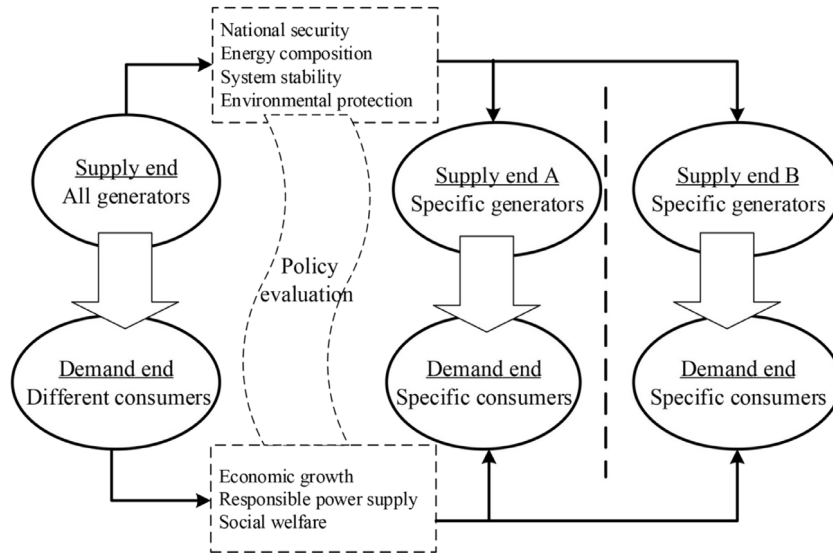 National security
Energy composition
System stability
Environmental protection
Supply end
All generators
Supply end A
Specific generators
Supply end B
Specific generators
Policy
evaluation
Demand end
Different consumers
Demand end
Specific consumers
Demand end
Specific consumers
Economic growth
Responsible power supply
Social welfare